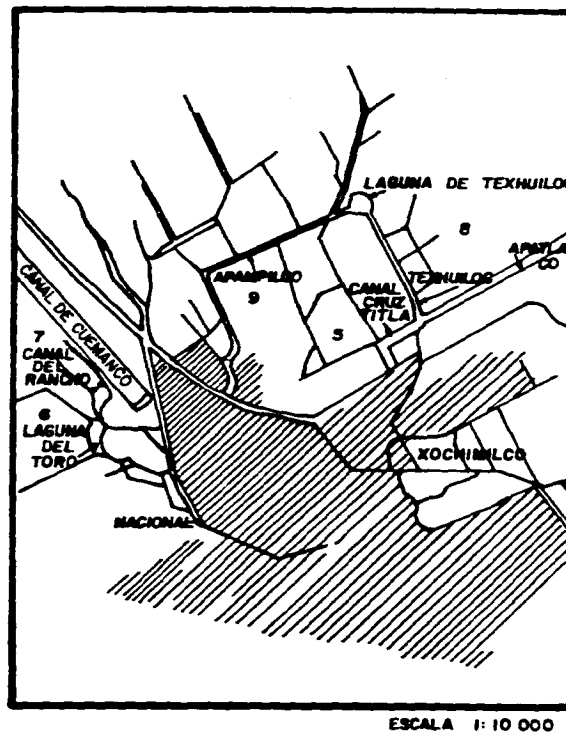 LAGUNA DE TEXHUILOC
8
APATLA
CO
TEXHUILOC
APAMPILCO
9
CANAL
CRUZ
TITLA
5
CANAL DE CUEMANCO
7
CANAL
DEL
RANCHO
6
LAGUNA
DEL
TORO
XOCHIMILCO
NACIONAL
ESCALA 1:10 000